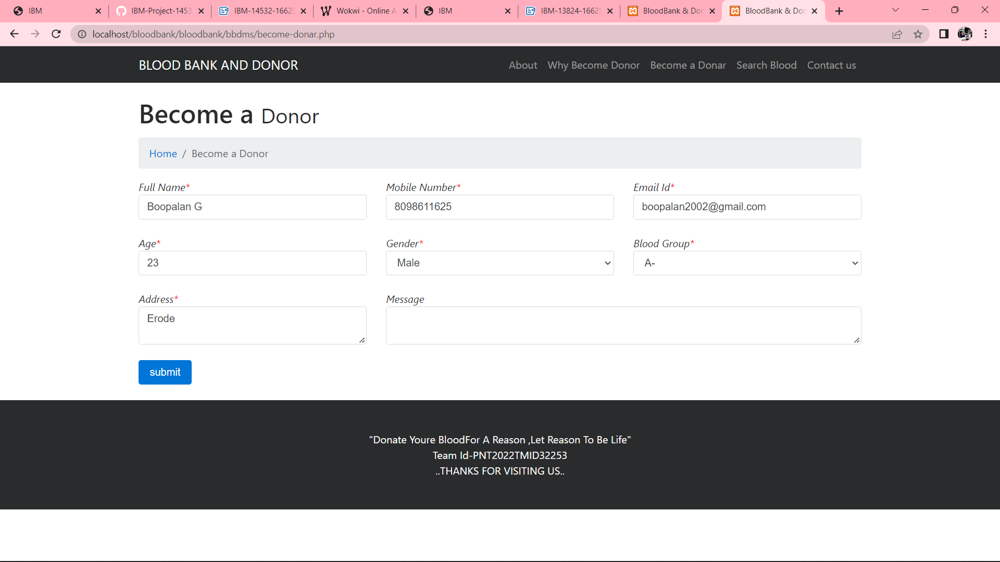 IBM
IBM-Project-1453
IBM-14532-16625
Wokwi - Online A
IBM
IBM-13824-16625
BloodBank & Don
BloodBank & Don
localhost/bloodbank/bloodbank/bbdms/become-donar.php
BLOOD BANK AND DONOR
About Why Become Donor Become a Donar Search Blood Contact us
Become a Donor
Home / Become a Donor
Full Name* Mobile Number* Email Id*
Boopalan G 8098611625 boopalan2002@gmail.com
Age* Gender* Blood Group*
23 Male A-
Address* Message
Erode
submit
"Donate Youre BloodFor A Reason ,Let Reason To Be Life"
Team Id-PNT2022TMID32253
..THANKS FOR VISITING US..